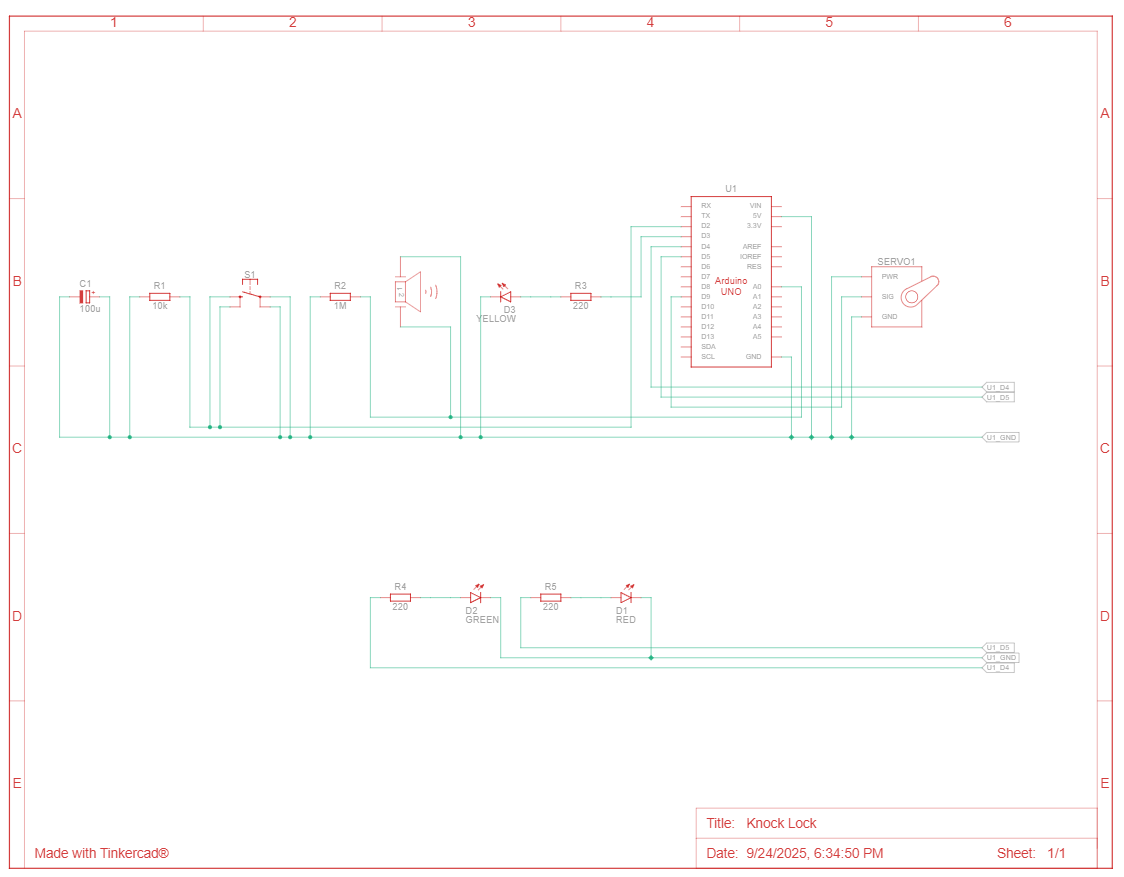 1 2 3 4 5 6
A A
U1
RX VIN
TX 5V
D2 3.3V
D3
D4 AREF
D5 IOREF
D6 RES
D7
Arduino
UNO
D8 A0
D9 A1
D10 A2
D11 A3
D12 A4
D13 A5
SDA
SCL GND
SERVO1
PWR
SIG
GND
B B
C1
100u
R1
10k
S1
R2
1M
1 2
D3
YELLOW
R3
220
U1_D4
U1_D5
U1_GND
C C
R4
220
D2
GREEN
R5
220
D1
RED
D D
U1_D5
U1_GND
U1_D4
E E
Title: Knock Lock
Made with Tinkercad®
Date: 9/24/2025, 6:34:50 PM Sheet: 1/1